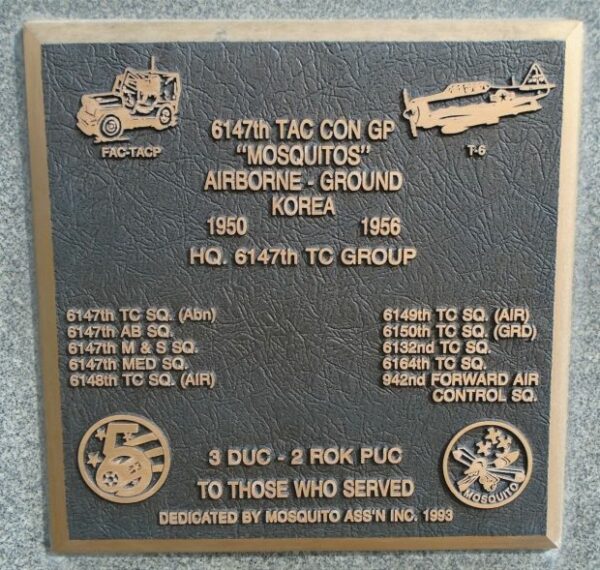 FAC-TACP
T-6
6147th TAC CON GP
"MOSQUITOS"
AIRBORNE - GROUND
KOREA
1950 1956
HQ. 6147th TC GROUP
6147th TC SQ. (Abn)
6147th AB SQ.
6147th M & S SQ.
6147th MED SQ.
6148th TC SQ. (AIR)
6149th TC SQ. (AIR)
6150th TC SQ. (GRD)
6132nd TC SQ.
6164th TC SQ.
942nd FORWARD AIR
CONTROL SQ.
5
3 DUC - 2 ROK PUC
MOSQUITO
TO THOSE WHO SERVED
DEDICATED BY MOSQUITO ASS'N INC. 1993